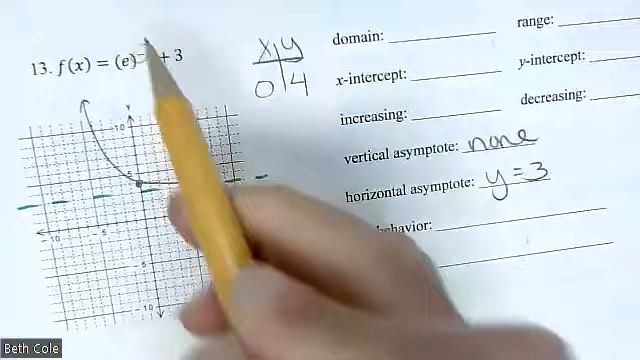 13. f(x) = (e)⁻ + 3
x y
0 4
domain:
range:
x-intercept:
y-intercept:
increasing:
decreasing:
vertical asymptote: none
horizontal asymptote: y=3
behavior:
y
10
5
-10
-5
-5
-10
Beth Cole